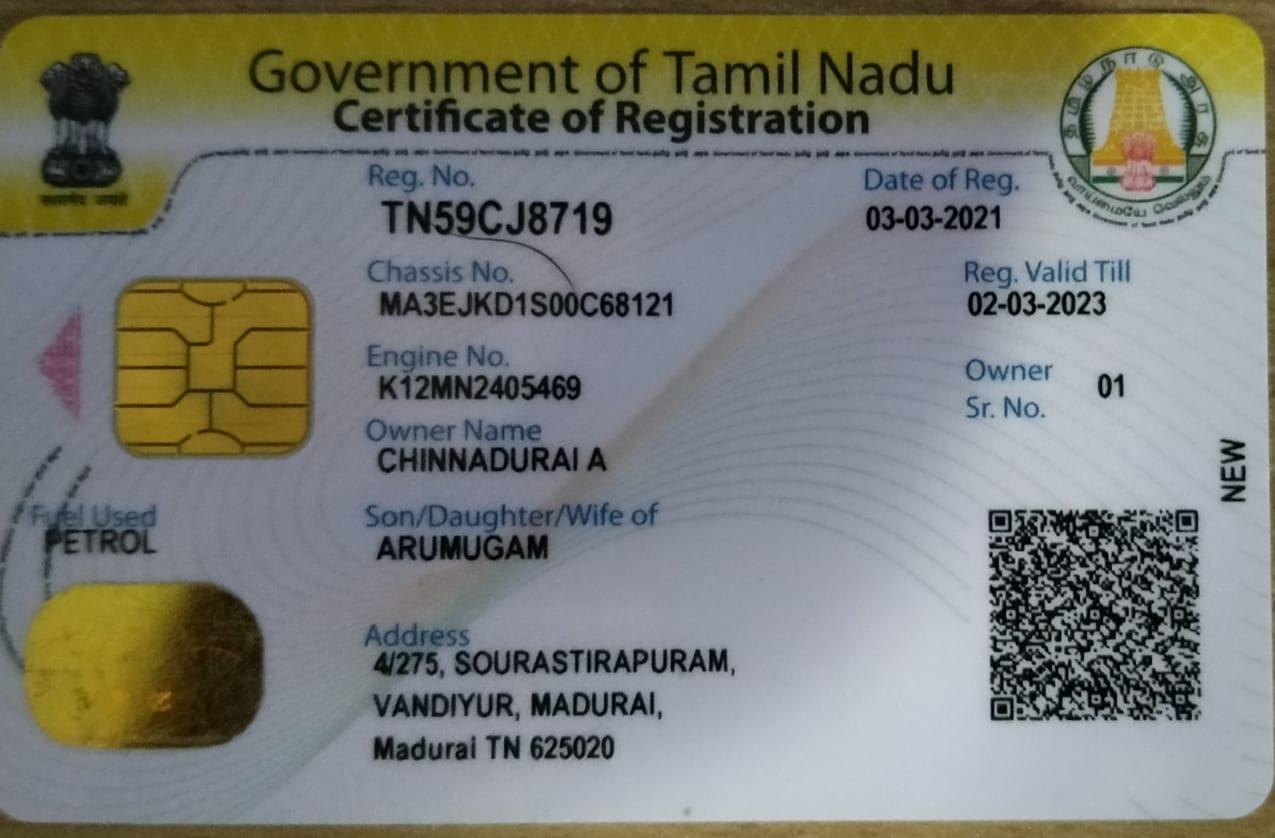 Government of Tamil Nadu
Certificate of Registration
सत्यमेव जयते
தமிழ்நாடு அரசு
வாய்மையே வெல்லும்
Reg. No.
TN59CJ8719
Date of Reg.
03-03-2021
Chassis No.
MA3EJKD1S00C68121
Reg. Valid Till
02-03-2023
Engine No.
K12MN2405469
Owner
Sr. No.
01
Owner Name
CHINNADURAI A
NEW
Fuel Used
PETROL
Son/Daughter/Wife of
ARUMUGAM
Address
4/275, SOURASTIRAPURAM,
VANDIYUR, MADURAI,
Madurai TN 625020